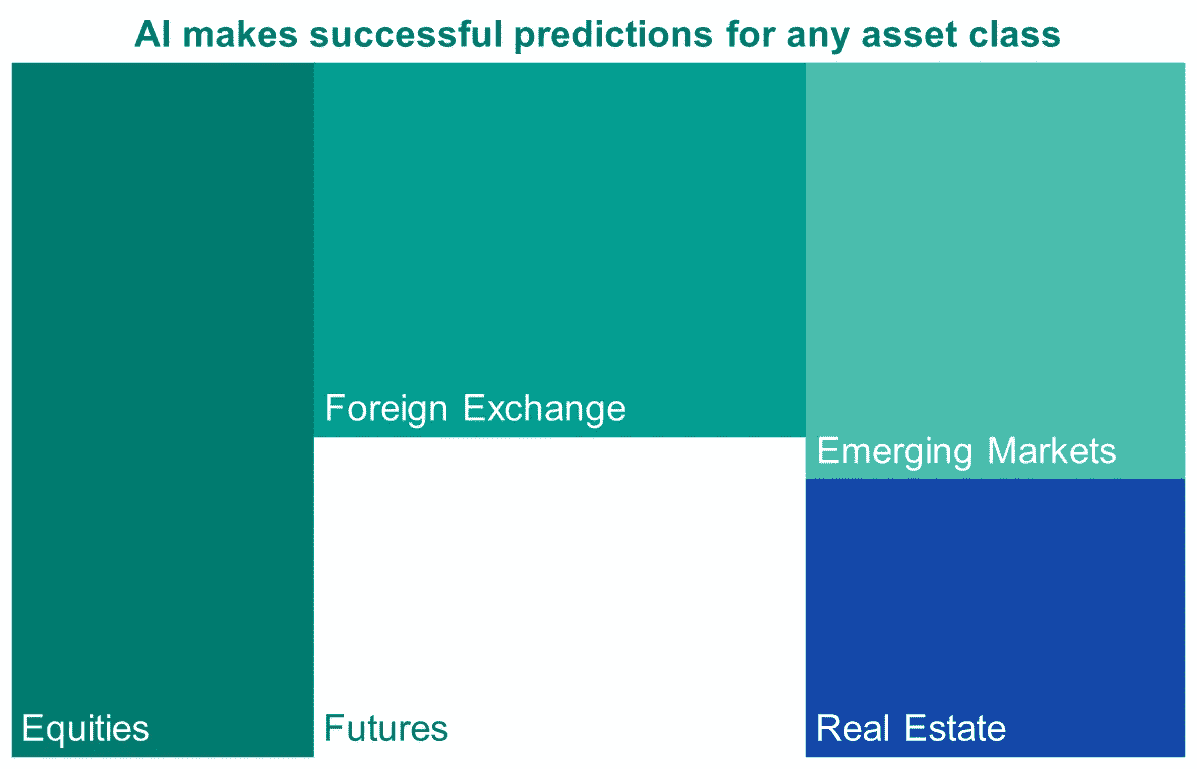 AI makes successful predictions for any asset class
Foreign Exchange
Emerging Markets
Equities
Futures
Real Estate